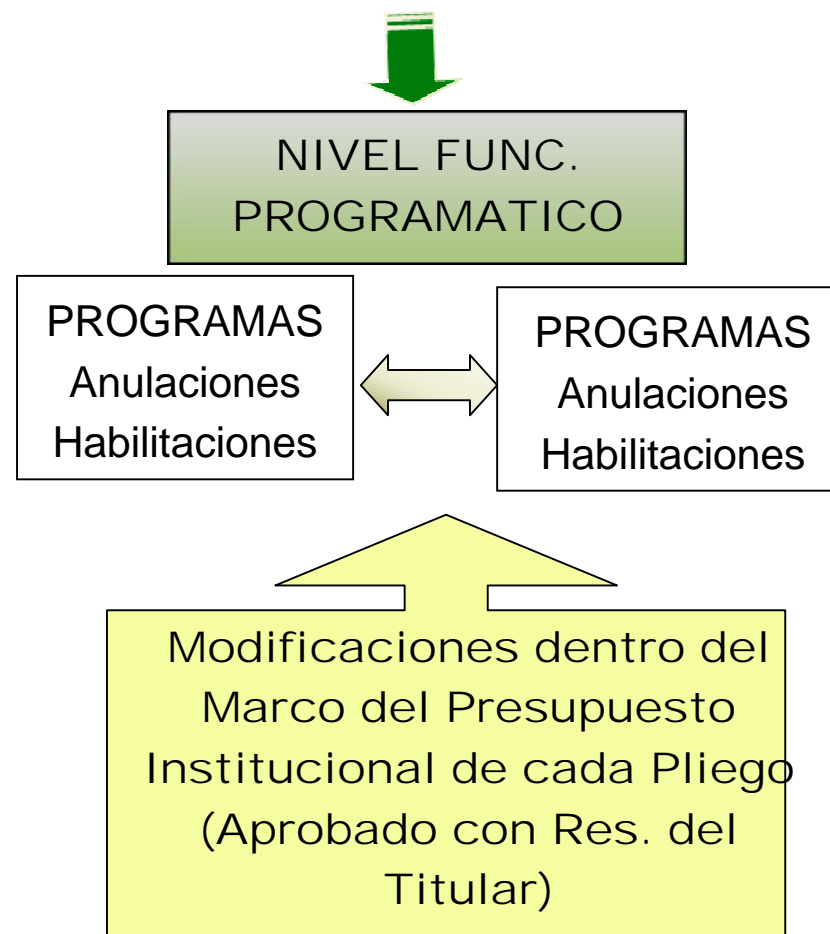 NIVEL FUNC.
PROGRAMATICO
PROGRAMAS
Anulaciones
Habilitaciones
PROGRAMAS
Anulaciones
Habilitaciones
Modificaciones dentro del
Marco del Presupuesto
Institucional de cada Pliego
(Aprobado con Res. del
Titular)